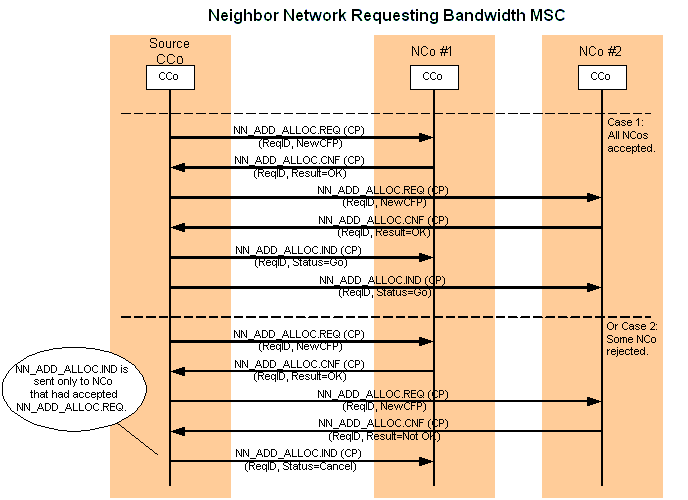 Neighbor Network Requesting Bandwidth MSC
Source
CCo
NCo #1
NCo #2
CCo
CCo
CCo
Case 1:
All NCos
accepted.
NN_ADD_ALLOC.REQ (CP)
(ReqID, NewCFP)
NN_ADD_ALLOC.CNF (CP)
(ReqID, Result=OK)
NN_ADD_ALLOC.REQ (CP)
(ReqID, NewCFP)
NN_ADD_ALLOC.CNF (CP)
(ReqID, Result=OK)
NN_ADD_ALLOC.IND (CP)
(ReqID, Status=Go)
NN_ADD_ALLOC.IND (CP)
(ReqID, Status=Go)
Or Case 2:
Some NCo
rejected.
NN_ADD_ALLOC.REQ (CP)
(ReqID, NewCFP)
NN_ADD_ALLOC.CNF (CP)
(ReqID, Result=OK)
NN_ADD_ALLOC.REQ (CP)
(ReqID, NewCFP)
NN_ADD_ALLOC.CNF (CP)
(ReqID, Result=Not OK)
NN_ADD_ALLOC.IND (CP)
(ReqID, Status=Cancel)
NN_ADD_ALLOC.IND is
sent only to NCo
that had accepted
NN_ADD_ALLOC.REQ.